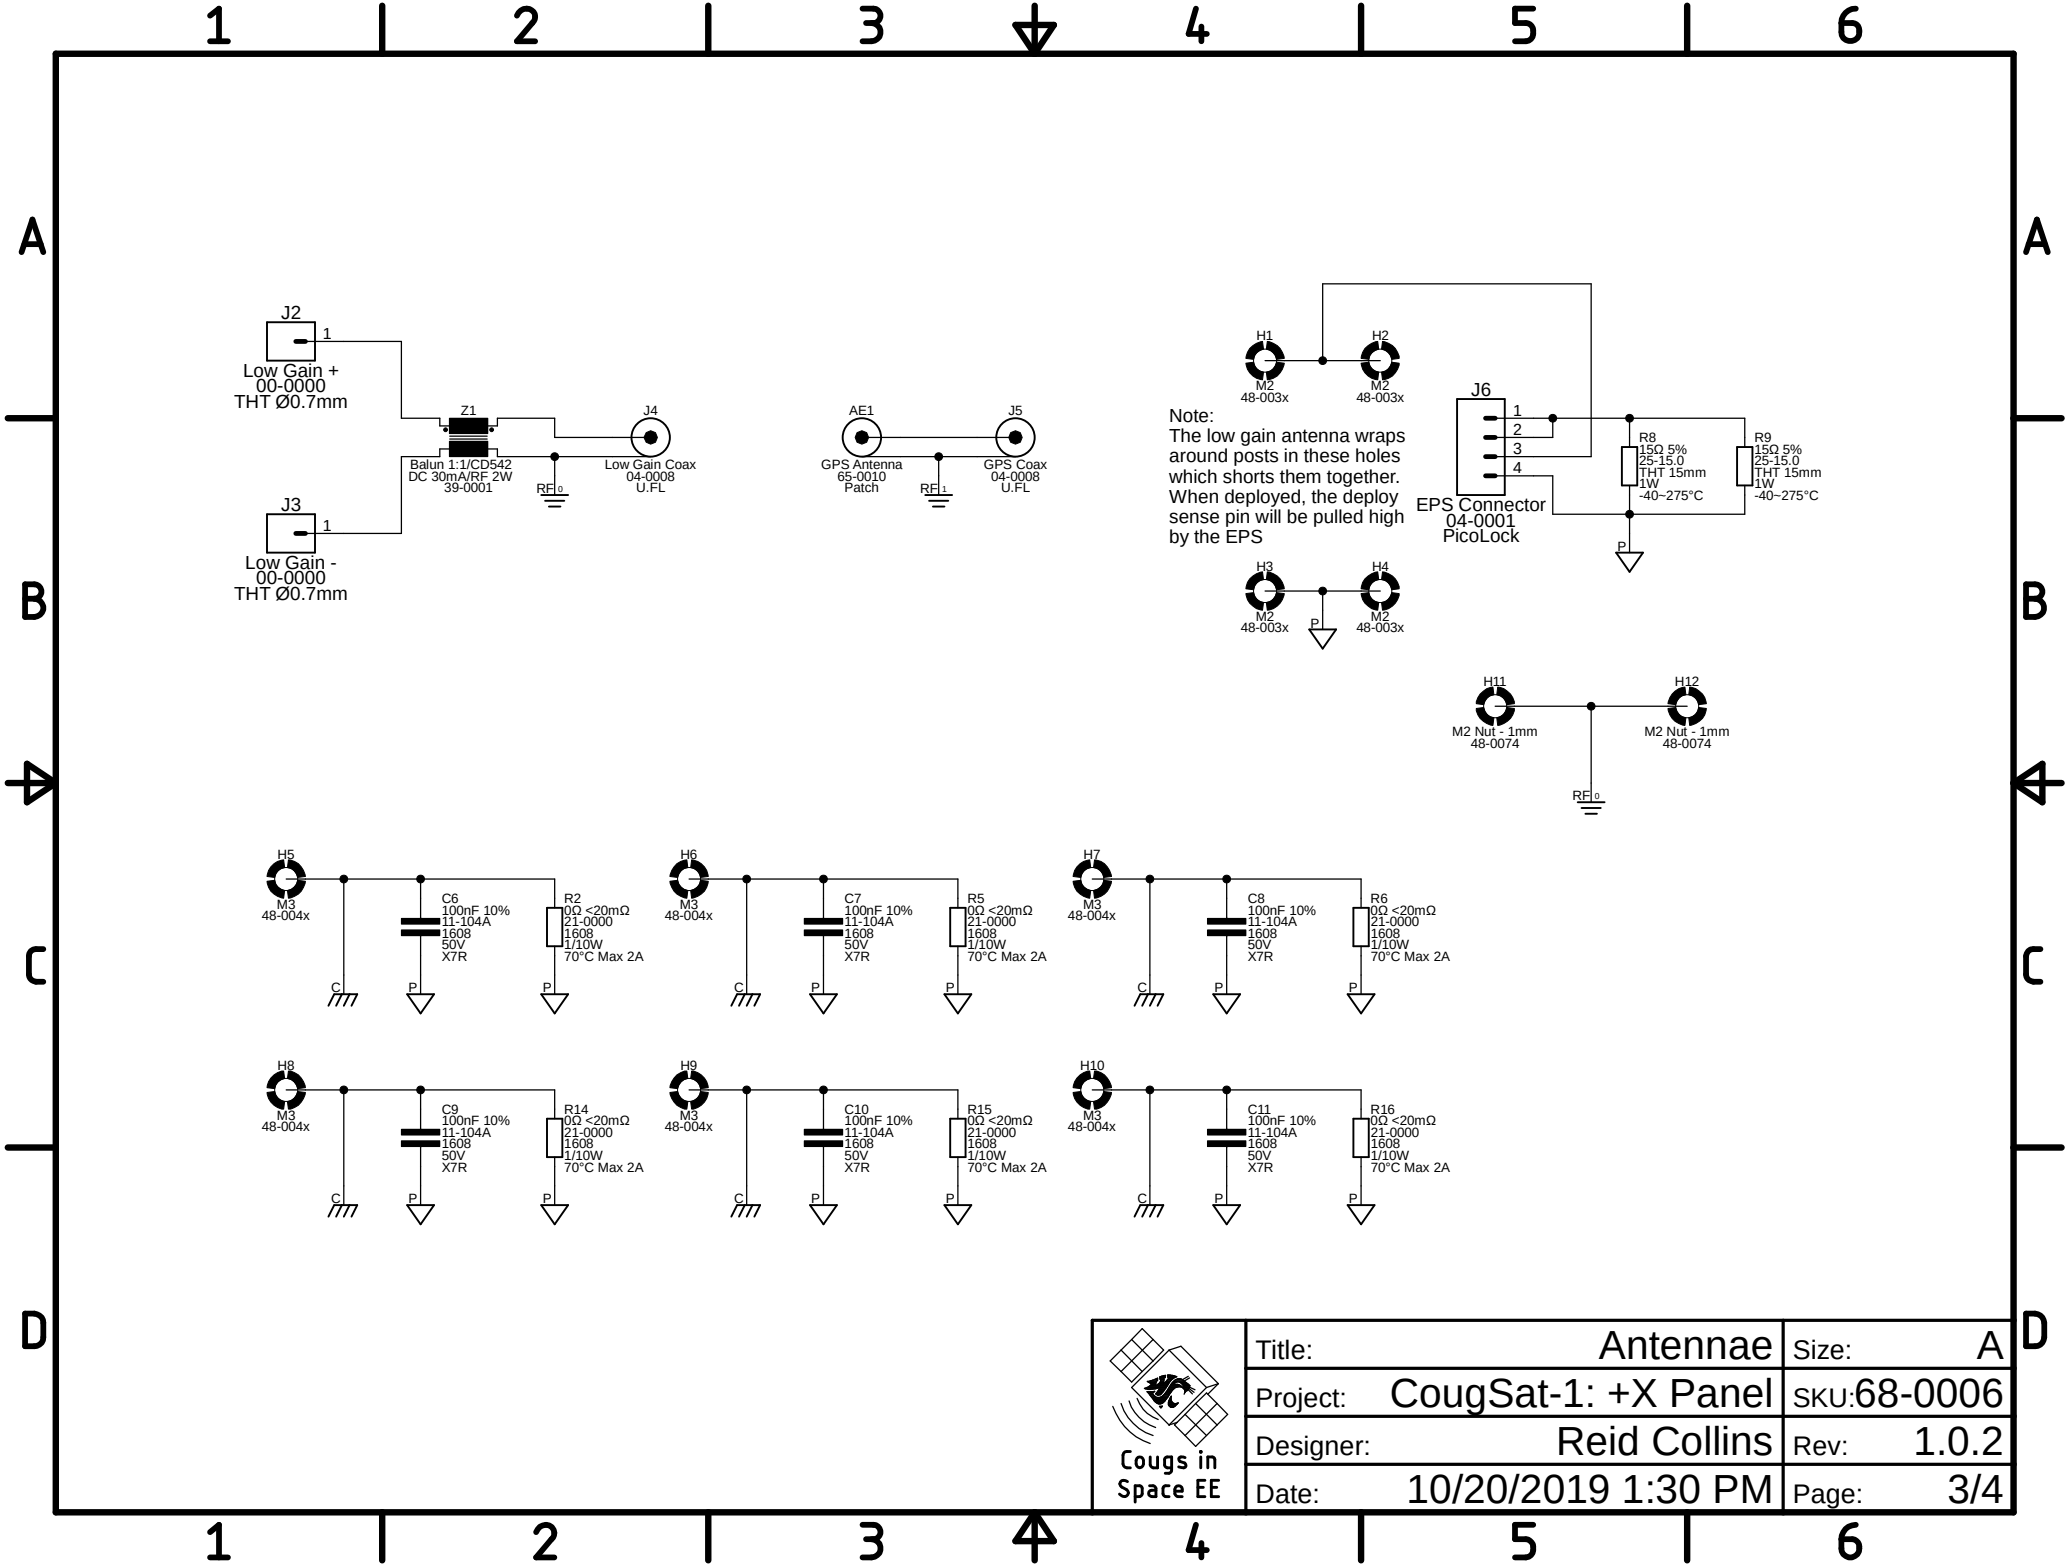 1 2 3 4 5 6
A
A
J2
1
Low Gain +
00-0000
THT Ø0.7mm
J3
1
Low Gain -
00-0000
THT Ø0.7mm
Z1
Balun 1:1/CD542
DC 30mA/RF 2W
39-0001
RF 0
J4
Low Gain Coax
04-0008
U.FL
AE1
GPS Antenna
65-0010
Patch
RF 1
J5
GPS Coax
04-0008
U.FL
H1
M2
48-003x
H2
M2
48-003x
Note:
The low gain antenna wraps
around posts in these holes
which shorts them together.
When deployed, the deploy
sense pin will be pulled high
by the EPS
J6
1
2
3
4
EPS Connector
04-0001
PicoLock
R8
15Ω 5%
25-15.0
THT 15mm
1W
-40~275°C
R9
15Ω 5%
25-15.0
THT 15mm
1W
-40~275°C
P
B
B
H3
M2
48-003x
H4
M2
48-003x
P
H11
M2 Nut - 1mm
48-0074
H12
M2 Nut - 1mm
48-0074
RF 0
H5
M3
48-004x
C
C6
100nF 10%
11-104A
1608
50V
X7R
P
R2
0Ω <20mΩ
21-0000
1608
1/10W
70°C Max 2A
P
H6
M3
48-004x
C
C7
100nF 10%
11-104A
1608
50V
X7R
P
R5
0Ω <20mΩ
21-0000
1608
1/10W
70°C Max 2A
P
H7
M3
48-004x
C
C8
100nF 10%
11-104A
1608
50V
X7R
P
R6
0Ω <20mΩ
21-0000
1608
1/10W
70°C Max 2A
P
C
C
H8
M3
48-004x
C
C9
100nF 10%
11-104A
1608
50V
X7R
P
R14
0Ω <20mΩ
21-0000
1608
1/10W
70°C Max 2A
P
H9
M3
48-004x
C
C10
100nF 10%
11-104A
1608
50V
X7R
P
R15
0Ω <20mΩ
21-0000
1608
1/10W
70°C Max 2A
P
H10
M3
48-004x
C
C11
100nF 10%
11-104A
1608
50V
X7R
P
R16
0Ω <20mΩ
21-0000
1608
1/10W
70°C Max 2A
P
D
D
Cougs in
Space EE
Title: Antennae Size: A
Project: CougSat-1: +X Panel SKU:68-0006
Designer: Reid Collins Rev: 1.0.2
Date: 10/20/2019 1:30 PM Page: 3/4
1 2 3 4 5 6